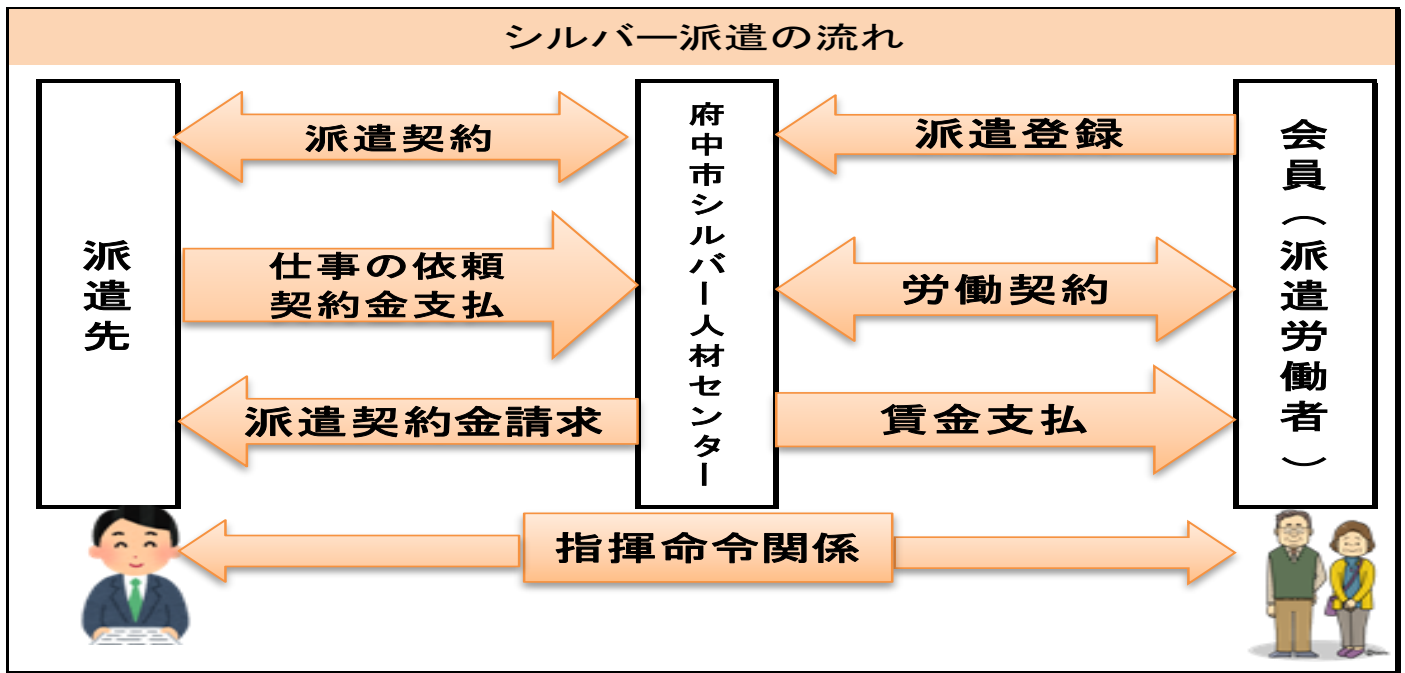 シルバー派遣の流れ
派遣先
派遣契約
仕事の依頼
契約金支払
派遣契約金請求
府中市シルバー人材センター
派遣登録
労働契約
賃金支払
会員（派遣労働者）
指揮命令関係